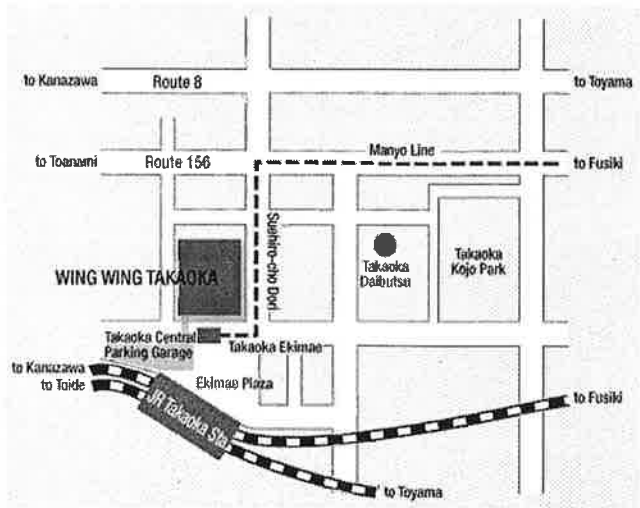 to Kanazawa
Route 8
to Toyama
Manyo Line
to Toanami
Route 156
to Fusiki
Suehiro-cho Dori
WING WING TAKAOKA
Takaoka
Daibutsu
Takaoka
Kojo Park
Takaoka Central
Parking Garage
Takaoka Ekimae
to Kanazawa
to Toide
Ekimae Plaza
JR Takaoka Sta
to Fusiki
to Toyama